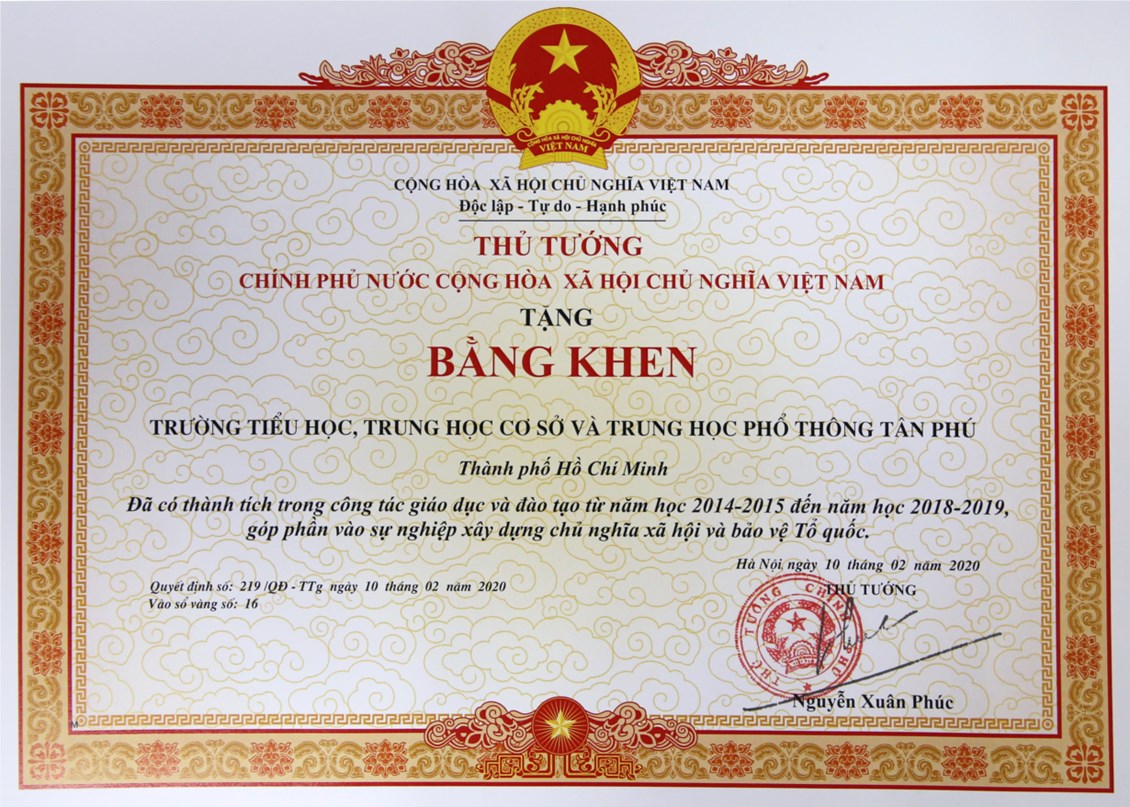 CỘNG HÒA XÃ HỘI CHỦ NGHĨA
VIỆT NAM
CỘNG HÒA XÃ HỘI CHỦ NGHĨA VIỆT NAM
Độc lập - Tự do - Hạnh phúc
THỦ TƯỚNG
CHÍNH PHỦ NƯỚC CỘNG HÒA XÃ HỘI CHỦ NGHĨA VIỆT NAM
TẶNG
BẰNG KHEN
TRƯỜNG TIỂU HỌC, TRUNG HỌC CƠ SỞ VÀ TRUNG HỌC PHỔ THÔNG TÂN PHÚ
Thành phố Hồ Chí Minh
Đã có thành tích trong công tác giáo dục và đào tạo từ năm học 2014-2015 đến năm học 2018-2019,
góp phần vào sự nghiệp xây dựng chủ nghĩa xã hội và bảo vệ Tổ quốc.
Hà Nội, ngày 10 tháng 02 năm 2020
Quyết định số: 219 /QĐ - TTg ngày 10 tháng 02 năm 2020
Vào sổ vàng số: 16
THỦ TƯỚNG
THỦ TƯỚNG CHÍNH PHỦ
Nguyễn Xuân Phúc
M